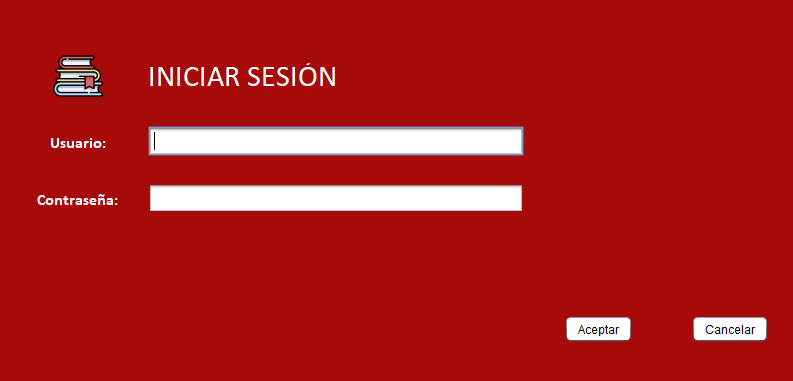 INICIAR SESIÓN
Usuario:
Contraseña:
Aceptar
Cancelar